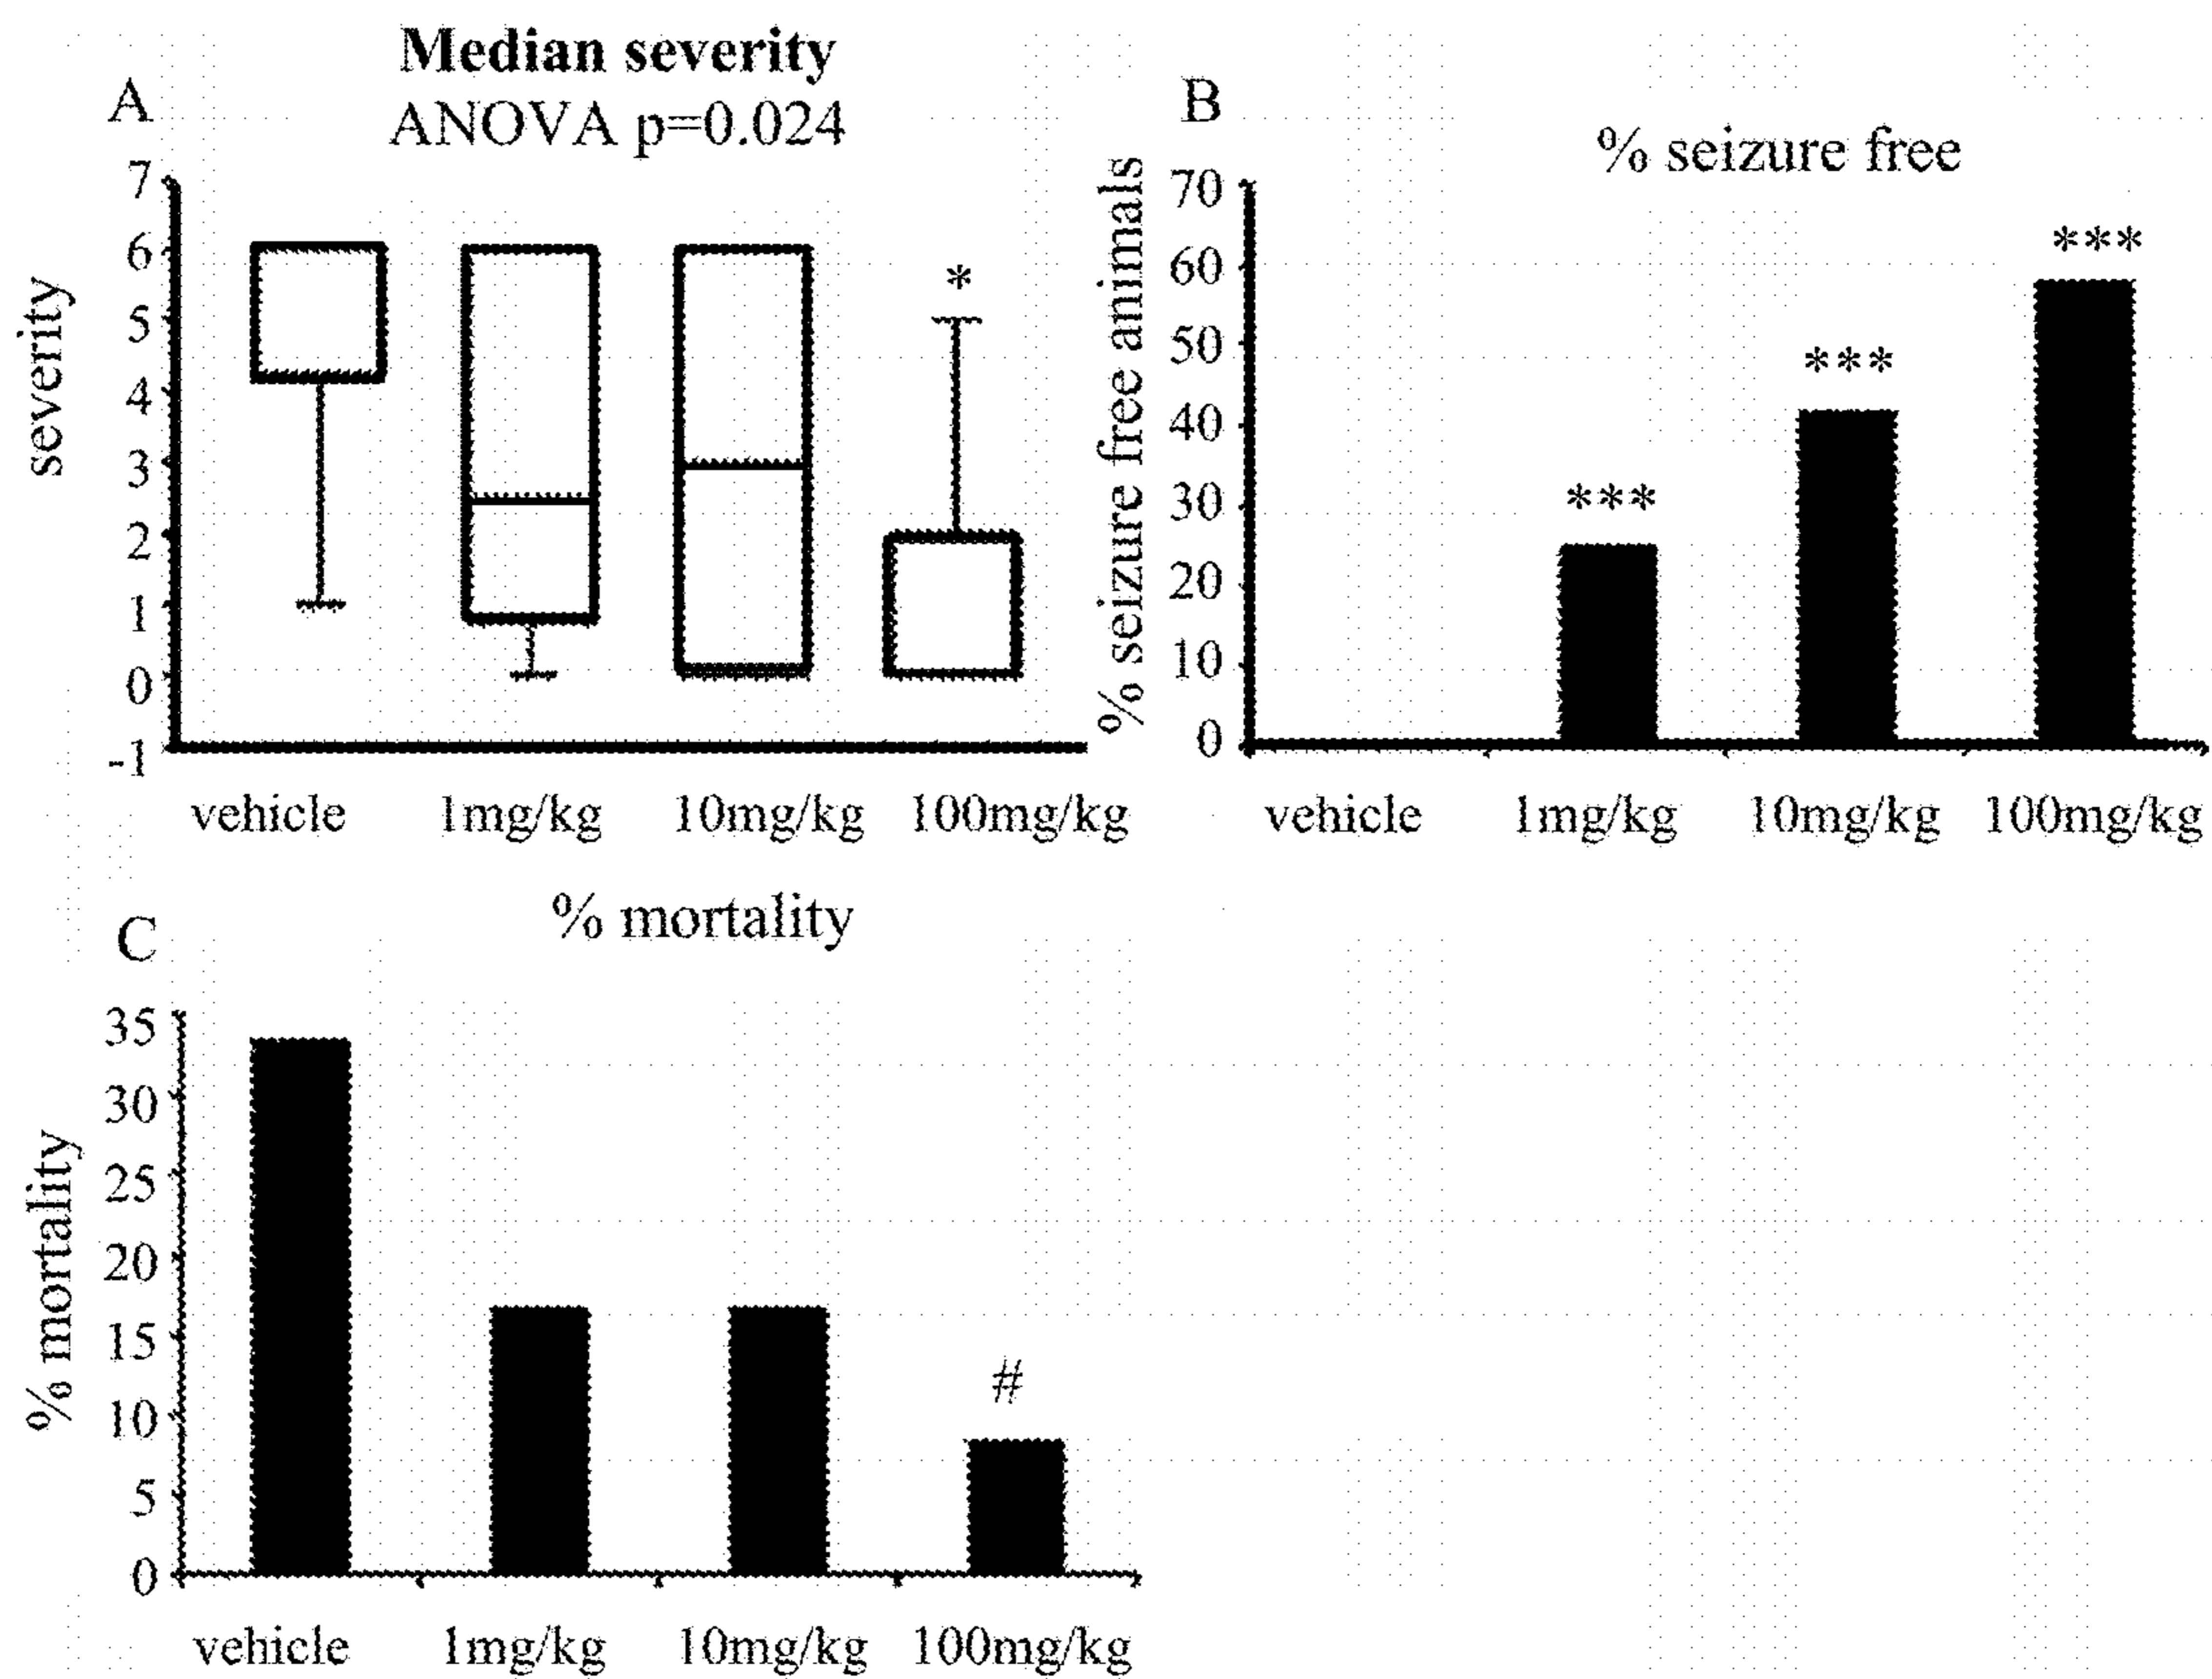 A
Median severity
ANOVA p=0.024
severity
7
6
5
4
3
2
1
0
-1
*
vehicle 1mg/kg 10mg/kg 100mg/kg
B
% seizure free
% seizure free animals
70
60
50
40
30
20
10
0
***
***
***
vehicle 1mg/kg 10mg/kg 100mg/kg
C
% mortality
% mortality
35
30
25
20
15
10
5
0
#
vehicle 1mg/kg 10mg/kg 100mg/kg